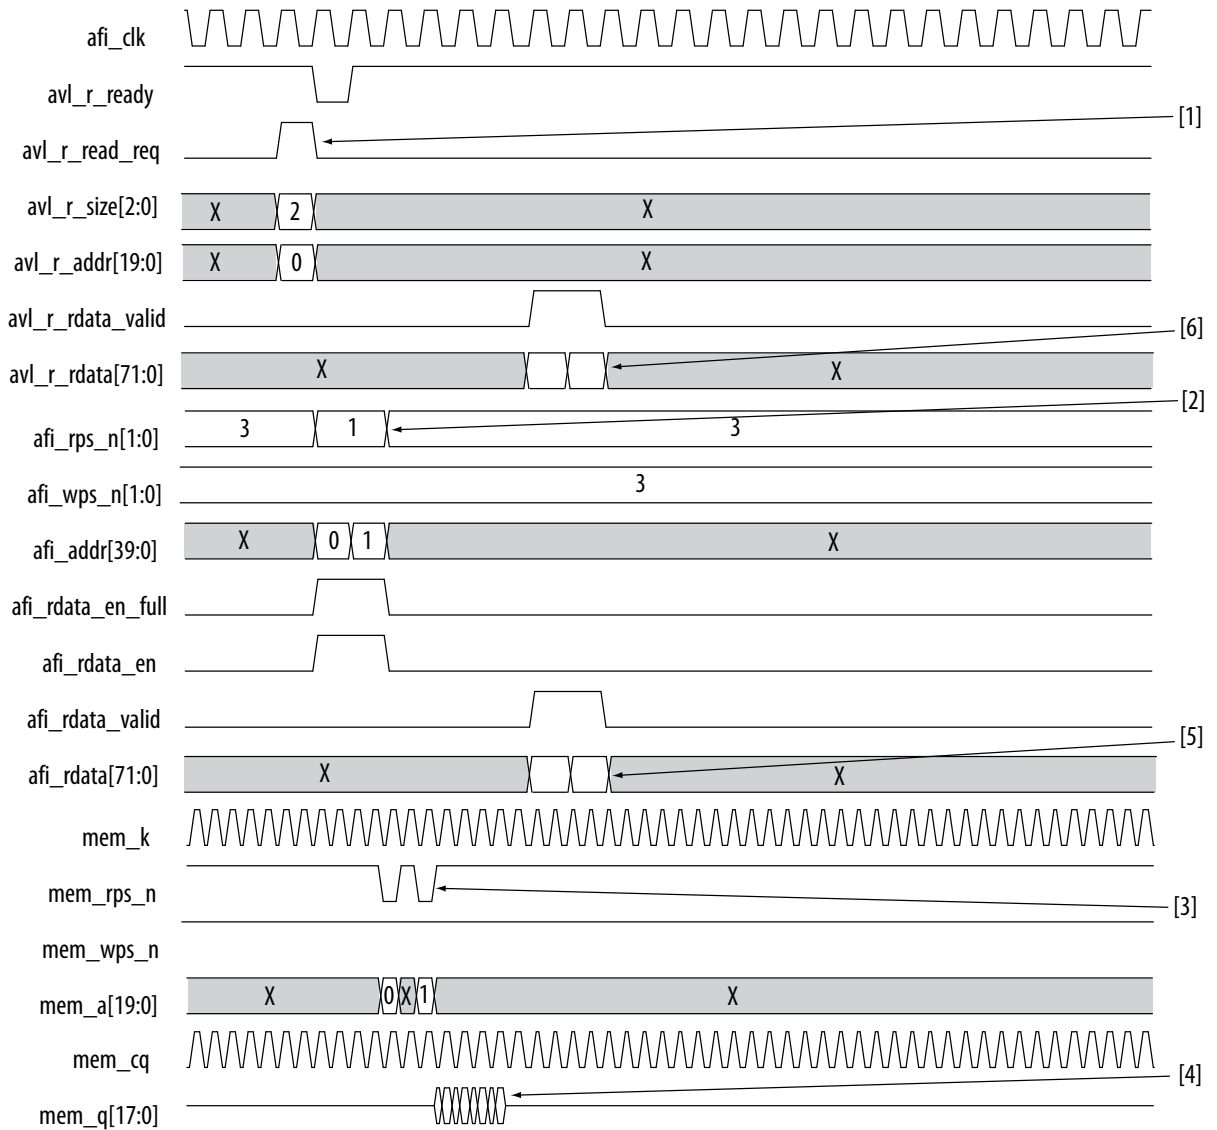 afi_clk
avl_r_ready
[1]
avl_r_read_req
avl_r_size[2:0] X 2 X
avl_r_addr[19:0] X 0 X
avl_r_rdata_valid
[6]
avl_r_rdata[71:0] X X
[2]
afi_rps_n[1:0] 3 1 3
afi_wps_n[1:0] 3
afi_addr[39:0] X 0 1 X
afi_rdata_en_full
afi_rdata_en
afi_rdata_valid
[5]
afi_rdata[71:0] X X
mem_k
mem_rps_n
[3]
mem_wps_n
mem_a[19:0] X 0 X 1 X
mem_cq
[4]
mem_q[17:0]